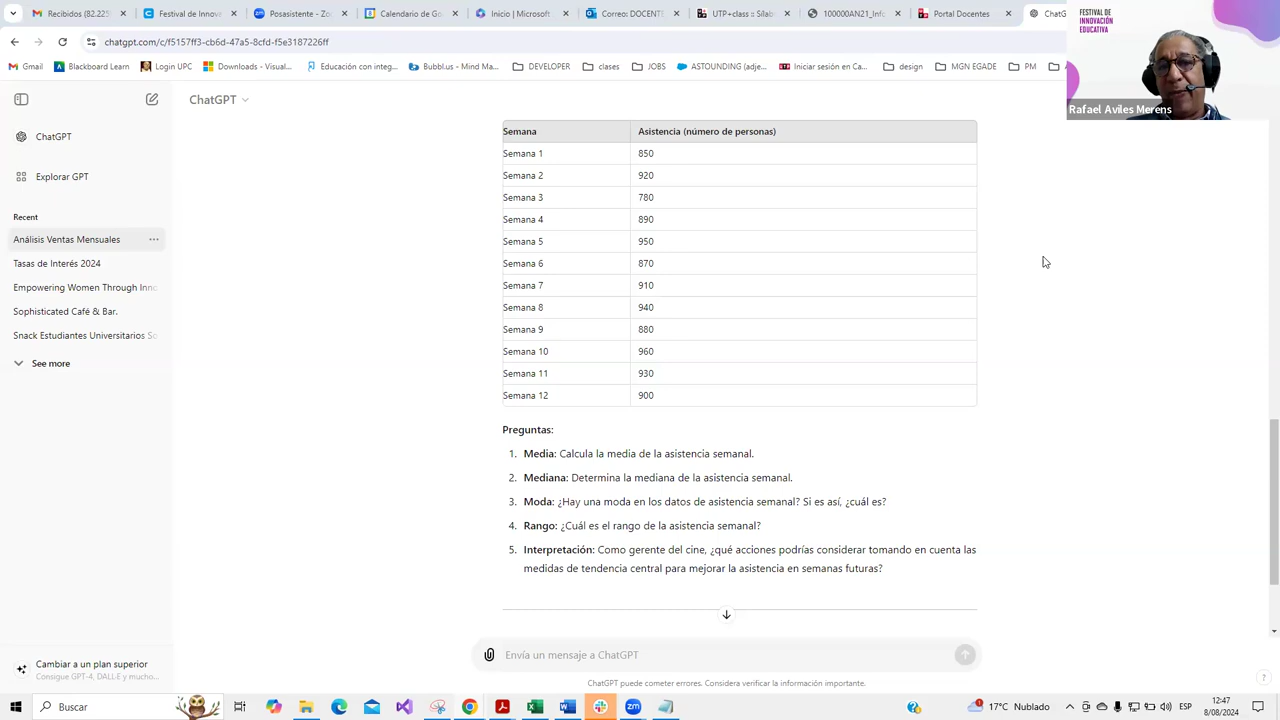 Recibidos (82.225
Festival de Innove
Posasistente - Zo
Calendario de G
Inicio | Microsoft
Correo: DOCENTE
UTP+class :: Sílab
100000AN21_Info
Portal Docentes
ChatG
chatgpt.com/c/f5157ff3-cb6d-47a5-8cfd-f5e3187226ff
Gmail
Blackboard Learn
Login UPC
Downloads - Visual...
Educación con integ...
Bubbl.us - Mind Ma...
DEVELOPER
clases
JOBS
ASTOUNDING (adje...
Iniciar sesión en Ca...
design
MGN EGADE
PM
FESTIVAL DE
INNOVACIÓN
EDUCATIVA
Rafael Aviles Merens
ChatGPT
ChatGPT
Explorar GPT
Recent
Análisis Ventas Mensuales
Tasas de Interés 2024
Empowering Women Through Inno
Sophisticated Café & Bar.
Snack Estudiantes Universitarios So
See more
Semana Asistencia (número de personas)
Semana 1 850
Semana 2 920
Semana 3 780
Semana 4 890
Semana 5 950
Semana 6 870
Semana 7 910
Semana 8 940
Semana 9 880
Semana 10 960
Semana 11 930
Semana 12 900
Preguntas:
1. Media: Calcula la media de la asistencia semanal.
2. Mediana: Determina la mediana de la asistencia semanal.
3. Moda: ¿Hay una moda en los datos de asistencia semanal? Si es así, ¿cuál es?
4. Rango: ¿Cuál es el rango de la asistencia semanal?
5. Interpretación: Como gerente del cine, ¿qué acciones podrías considerar tomando en cuenta las
medidas de tendencia central para mejorar la asistencia en semanas futuras?
Envía un mensaje a ChatGPT
ChatGPT puede cometer errores. Considera verificar la información importante.
Cambiar a un plan superior
Consigue GPT-4, DALL·E y mucho...
Buscar
17°C Nublado
ESP
12:47
8/08/2024